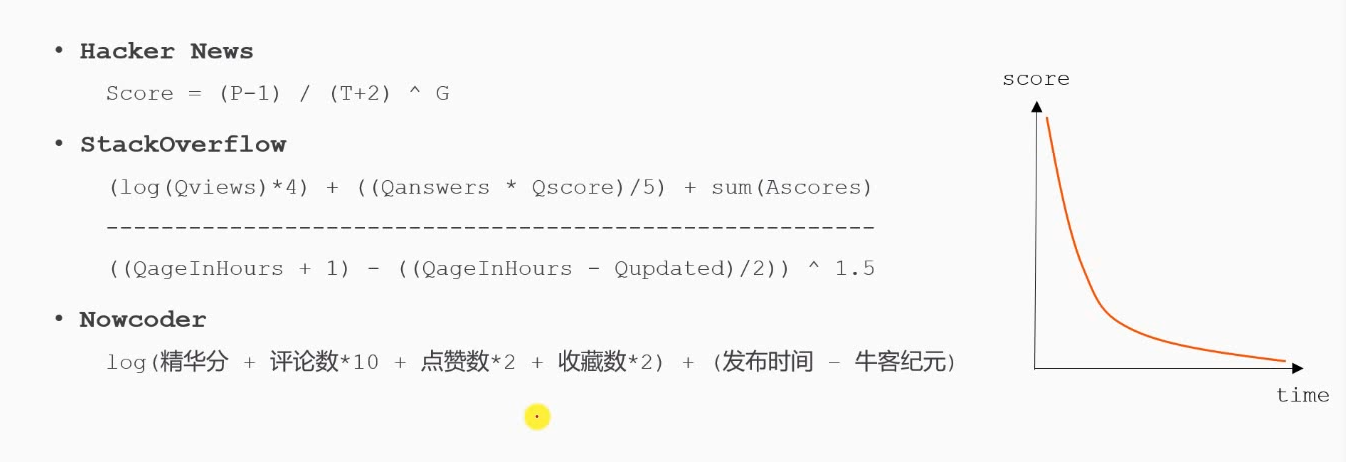 • Hacker News
Score = (P-1) / (T+2) ^ G
• StackOverflow
(log(Qviews)*4) + ((Qanswers * Qscore)/5) + sum(Ascores)
--------------------------------------------------------
((QageInHours + 1) - ((QageInHours - Qupdated)/2)) ^ 1.5
• Nowcoder
log(精华分 + 评论数*10 + 点赞数*2 + 收藏数*2) + (发布时间 – 牛客纪元)
score
time